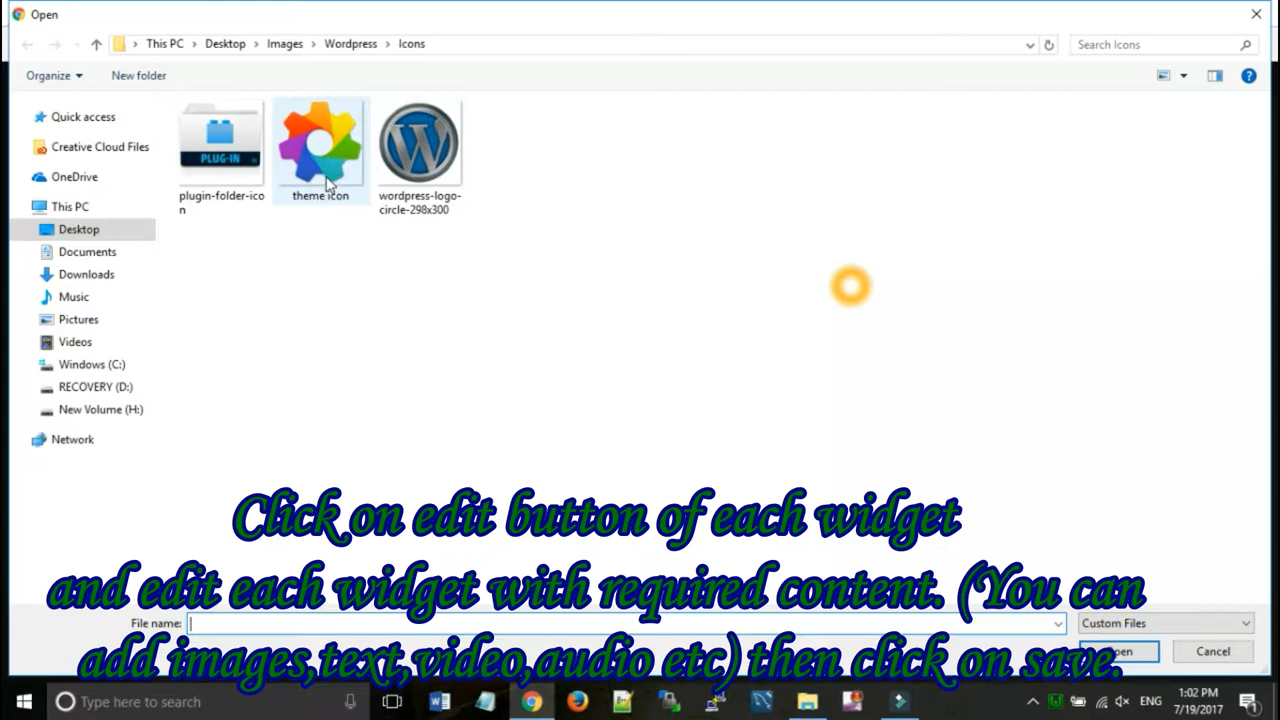 Open
This PC
Desktop
Images
Wordpress
Icons
Search Icons
Organize
New folder
Quick access
Creative Cloud Files
OneDrive
This PC
Desktop
Documents
Downloads
Music
Pictures
Videos
Windows (C:)
RECOVERY (D:)
New Volume (H:)
Network
PLUG-IN
plugin-folder-ico
n
theme icon
W
wordpress-logo-
circle-298x300
Click on edit button of each widget
and edit each widget with required content. (You can
add images,text,video,audio etc) then click on save.
File name:
Custom Files
Cancel
Type here to search
ENG
1:02 PM
7/19/2017